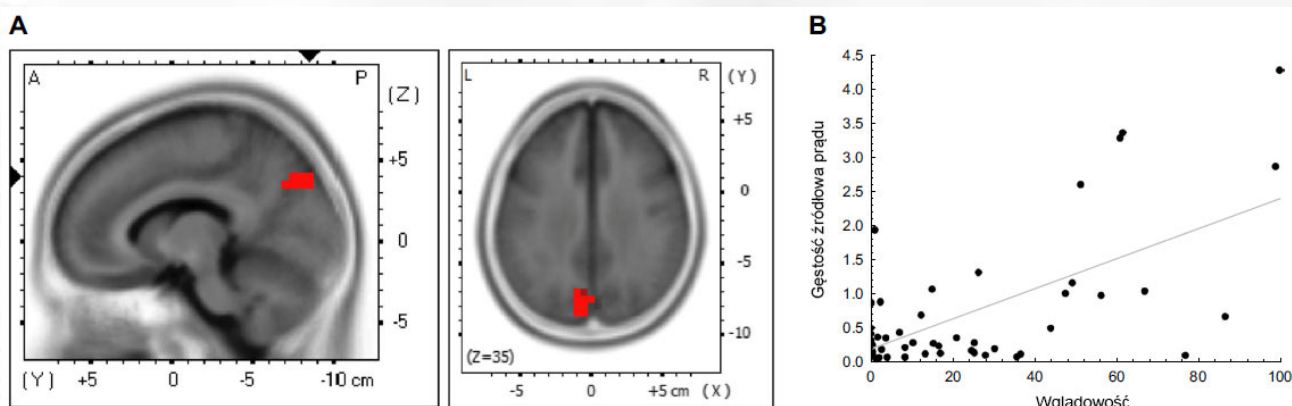 A
A P
(Z)
+5
0
-5
(Y) +5 0 -5 -10 cm
L R (Y)
+5
0
-5
-10
(Z=35)
-5 0 +5 cm (X)
B
Gęstość źródłowa prądu
4.5
4.0
3.5
3.0
2.5
2.0
1.5
1.0
0.5
0.0
0 20 40 60 80 100
Wglądowość